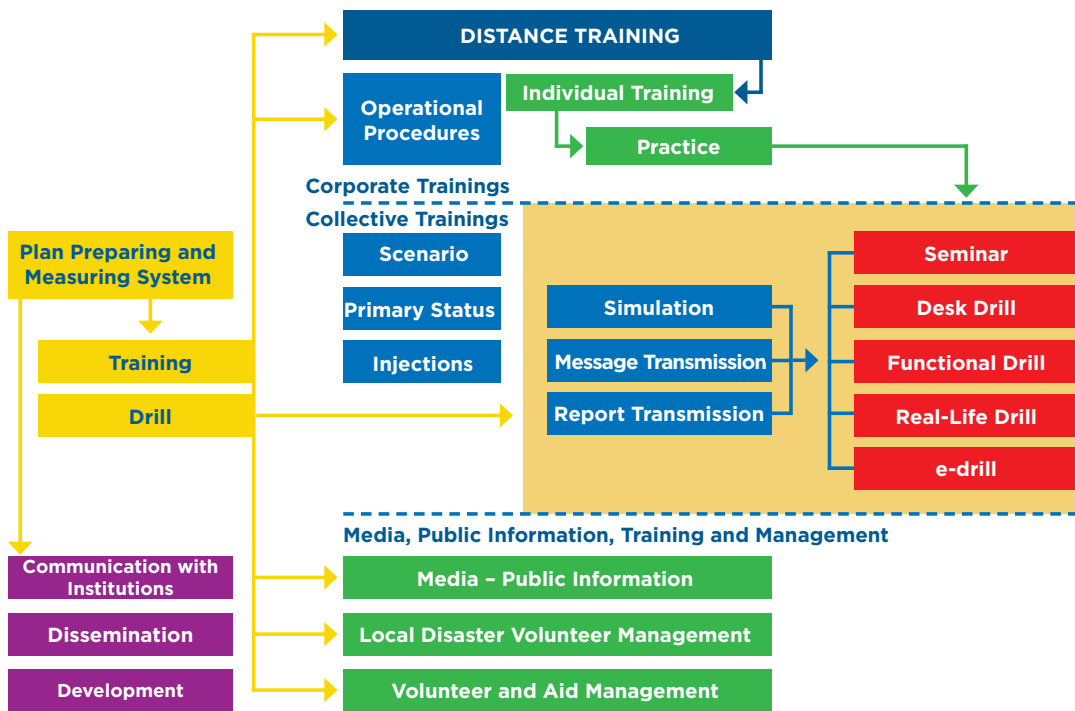 DISTANCE TRAINING
Operational
Procedures
Individual Training
Practice
Corporate Trainings
Collective Trainings
Plan Preparing and
Measuring System
Training
Drill
Scenario
Primary Status
Injections
Simulation
Message Transmission
Report Transmission
Seminar
Desk Drill
Functional Drill
Real-Life Drill
e-drill
Media, Public Information, Training and Management
Communication with
Institutions
Dissemination
Development
Media – Public Information
Local Disaster Volunteer Management
Volunteer and Aid Management